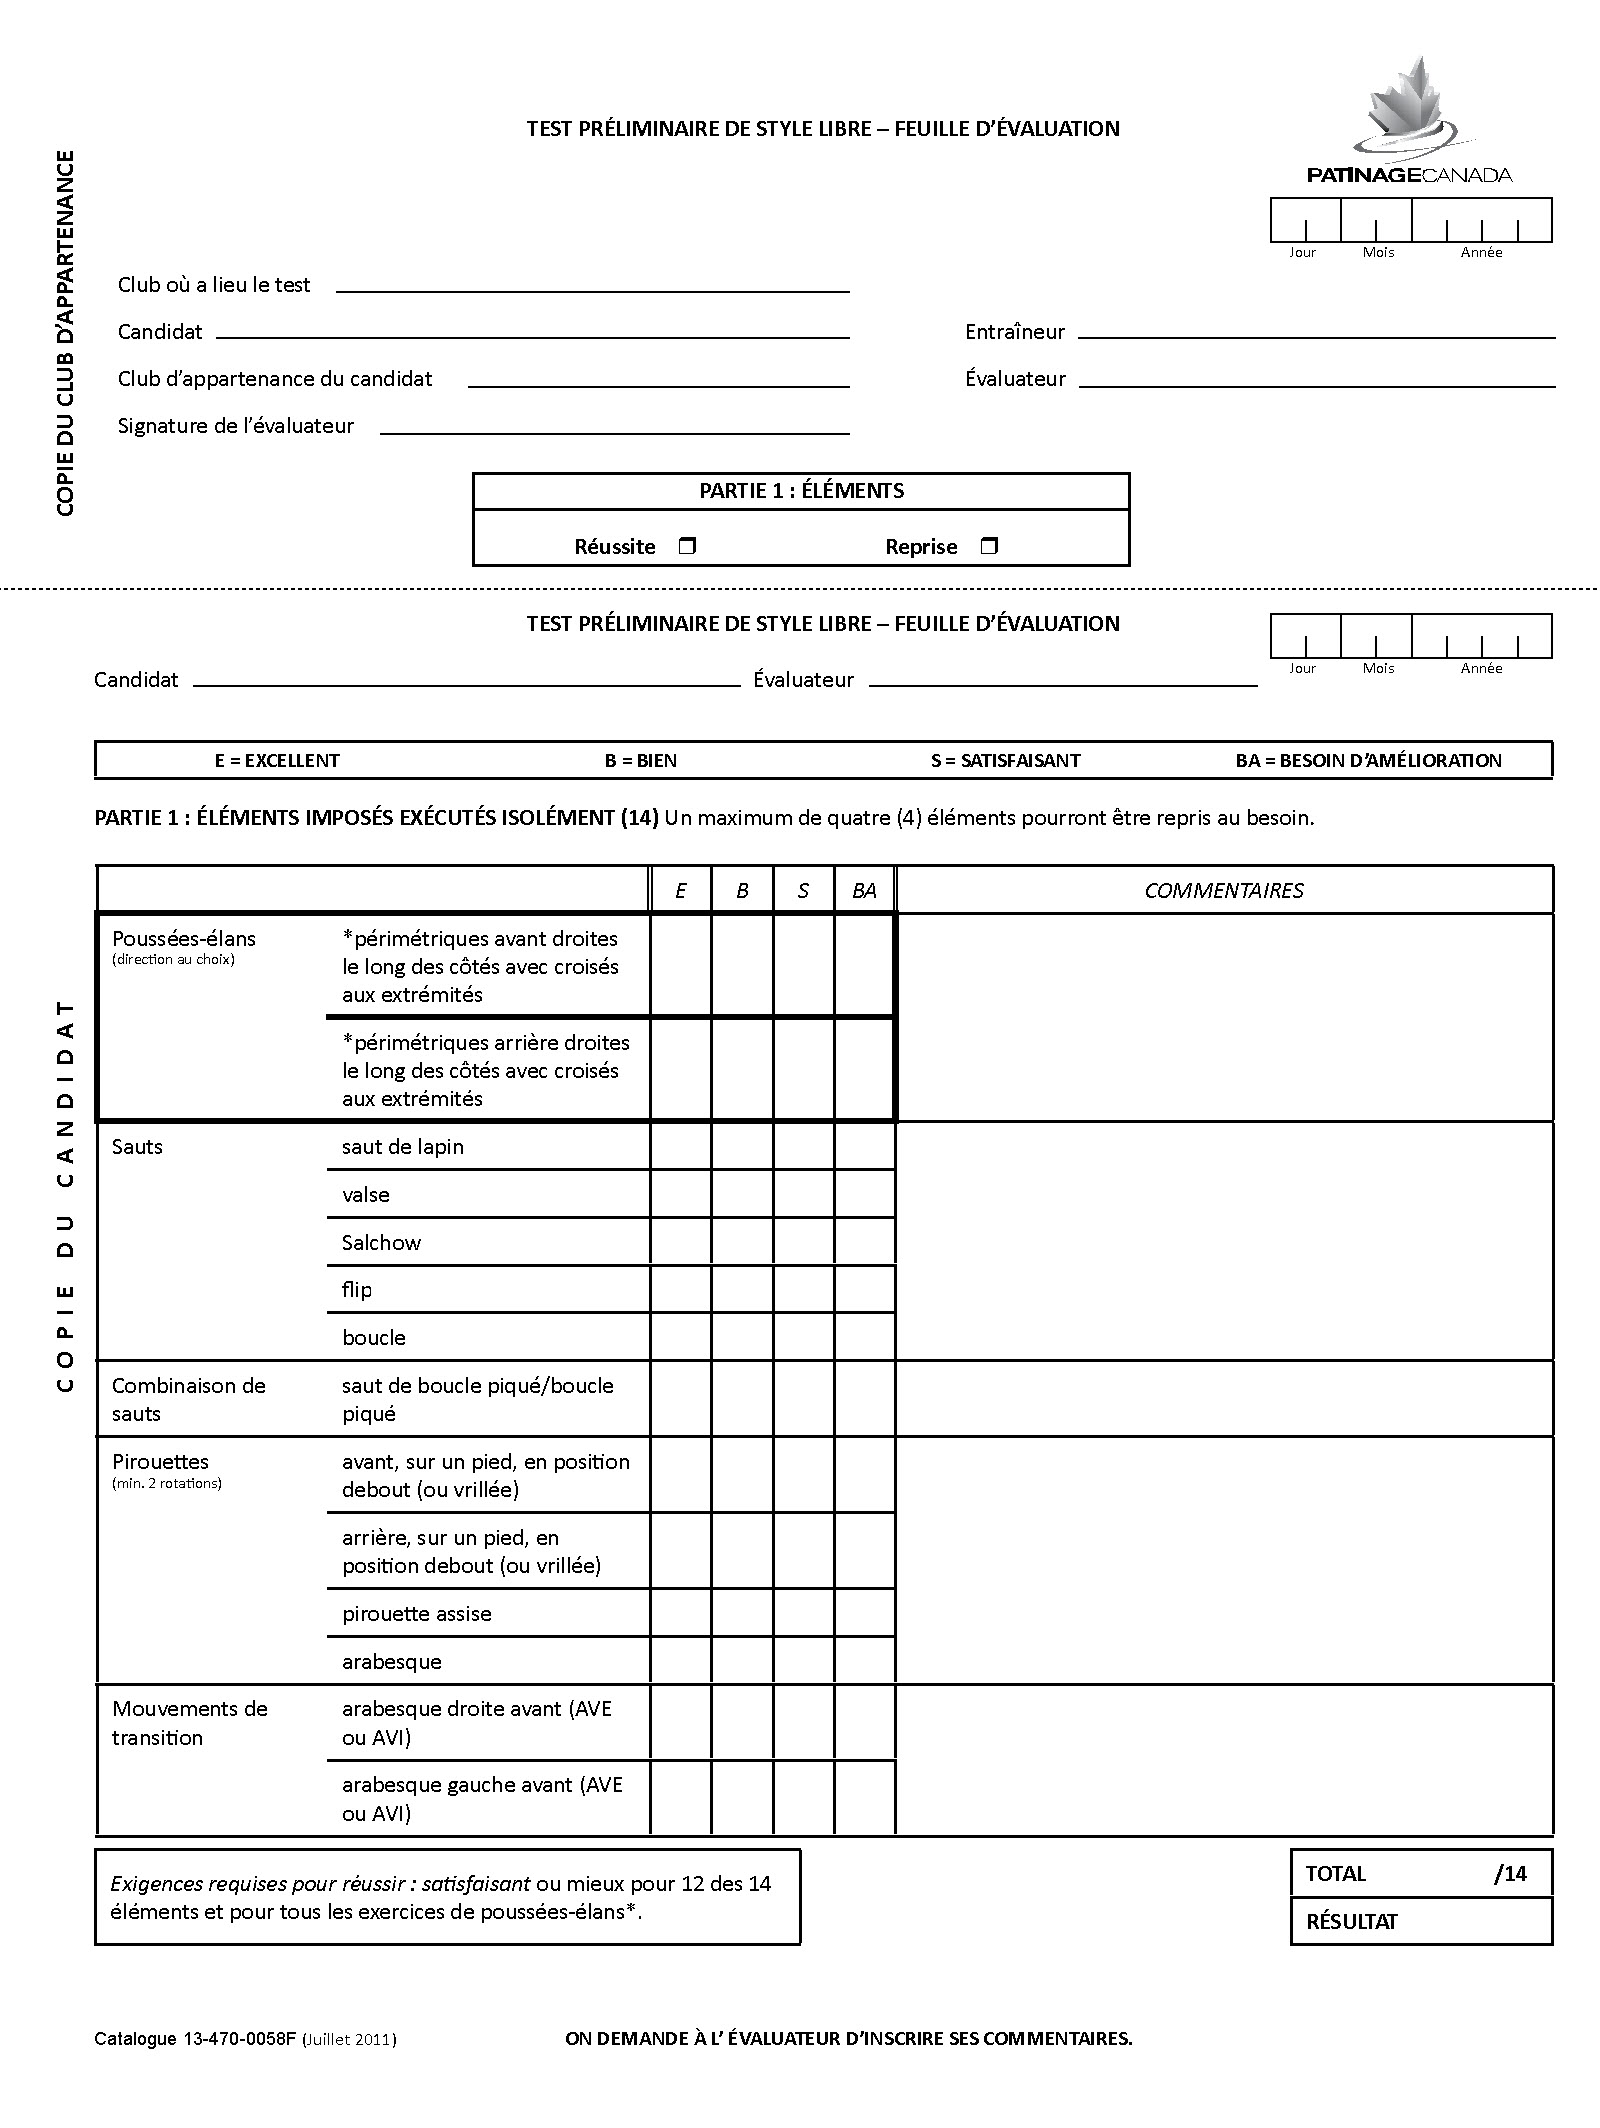 TEST PRÉLIMINAIRE DE STYLE LIBRE – FEUILLE D’ÉVALUATION
PATINAGE CANADA
COPIE DU CLUB D’APPARTENANCE
Jour Mois Année
Club où a lieu le test
Candidat Entraîneur
Club d’appartenance du candidat Évaluateur
Signature de l’évaluateur
PARTIE 1 : ÉLÉMENTS
Réussite ❒ Reprise ❒
TEST PRÉLIMINAIRE DE STYLE LIBRE – FEUILLE D’ÉVALUATION
Jour Mois Année
Candidat Évaluateur
E = EXCELLENT B = BIEN S = SATISFAISANT BA = BESOIN D’AMÉLIORATION
PARTIE 1 : ÉLÉMENTS IMPOSÉS EXÉCUTÉS ISOLÉMENT (14) Un maximum de quatre (4) éléments pourront être repris au besoin.
COPIE DU CANDIDAT
E B S BA COMMENTAIRES
Poussées-élans
(direction au choix)
*périmétriques avant droites
le long des côtés avec croisés
aux extrémités
*périmétriques arrière droites
le long des côtés avec croisés
aux extrémités
Sauts
saut de lapin
valse
Salchow
flip
boucle
Combinaison de
sauts
saut de boucle piqué/boucle
piqué
Pirouettes
(min. 2 rotations)
avant, sur un pied, en position
debout (ou vrillée)
arrière, sur un pied, en
position debout (ou vrillée)
pirouette assise
arabesque
Mouvements de
transition
arabesque droite avant (AVE
ou AVI)
arabesque gauche avant (AVE
ou AVI)
Exigences requises pour réussir : satisfaisant ou mieux pour 12 des 14
éléments et pour tous les exercices de poussées-élans*.
TOTAL /14
RÉSULTAT
Catalogue 13-470-0058F (Juillet 2011) ON DEMANDE À L’ ÉVALUATEUR D’INSCRIRE SES COMMENTAIRES.